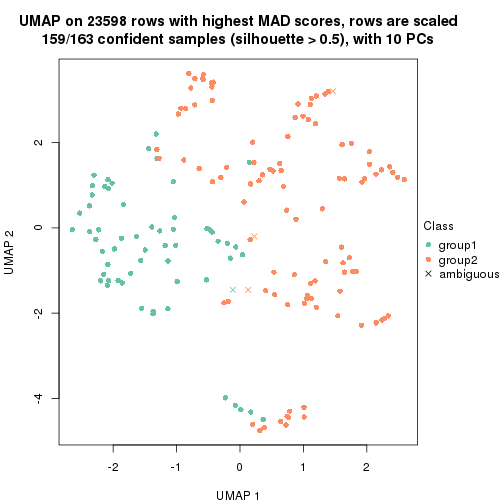 UMAP on 23598 rows with highest MAD scores, rows are scaled
159/163 confident samples (silhouette > 0.5), with 10 PCs
2
0
-2
-4
UMAP 2
-2
-1
0
1
2
UMAP 1
Class
group1
group2
ambiguous